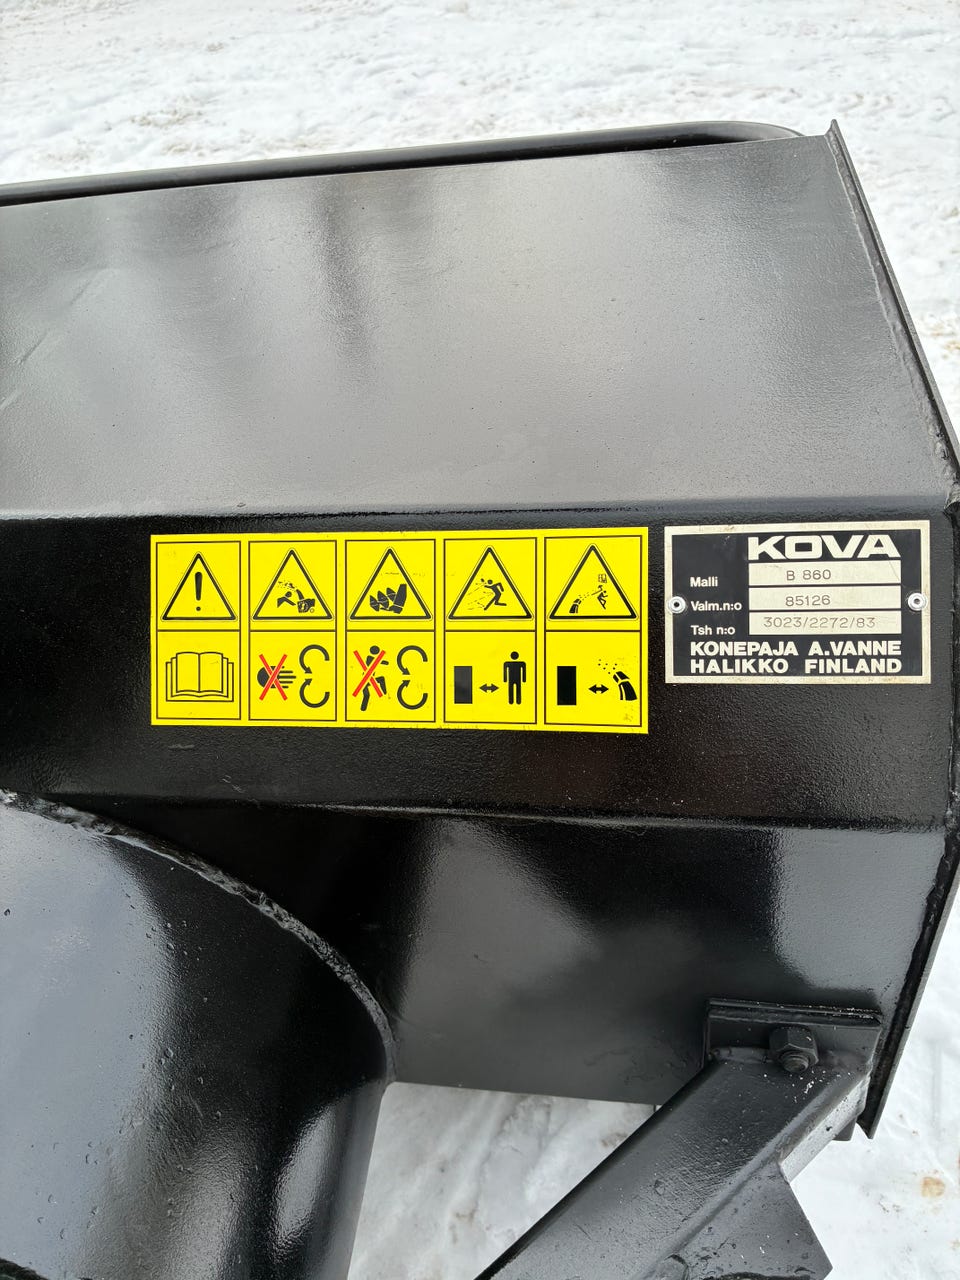 KOVA
Malli B 860
Valm.n:o 85126
Tsh n:o 3023/2272/83
KONEPAJA A.VANNE
HALIKKO FINLAND